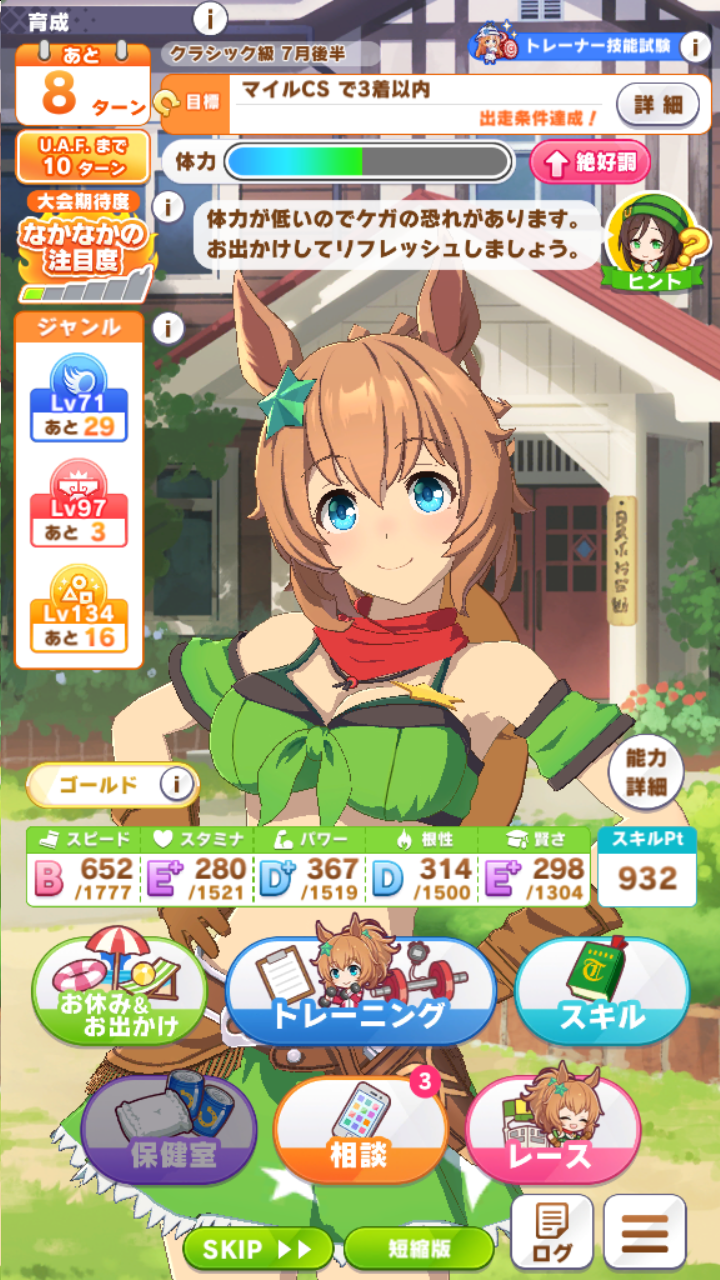 育成
i
あと
8 ターン
クラシック級 7月後半
トレーナー技能試験 i
目標
マイルCS で3着以内
出走条件達成！
詳細
U.A.F. まで
10 ターン
体力
絶好調
大会期待度
i
なかなかの
注目度
体力が低いのでケガの恐れがあります。
お出かけしてリフレッシュしましょう。
ヒント
ジャンル
i
Lv71
あと 29
Lv97
あと 3
Lv134
あと 16
能力
詳細
ゴールド i
スピード スタミナ パワー 根性 賢さ スキルPt
B 652 /1777
E+ 280 /1521
D+ 367 /1519
D 314 /1500
E+ 298 /1304
932
お休み&
お出かけ
トレーニング
スキル
保健室
3
相談
レース
SKIP
短縮版
ログ